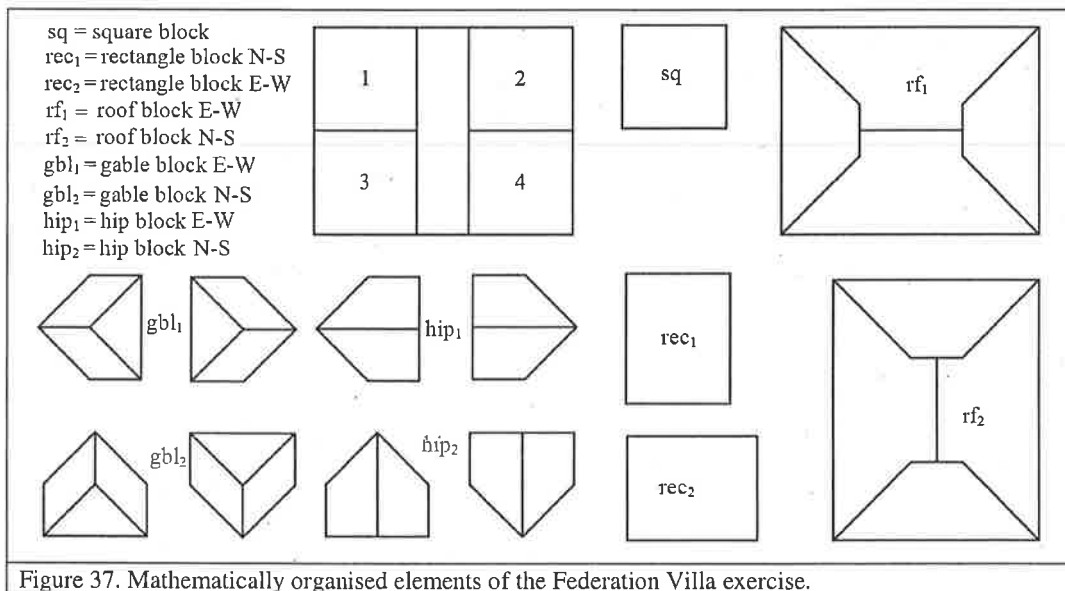 sq = square block
rec₁ = rectangle block N-S
rec₂ = rectangle block E-W
rf₁ = roof block E-W
rf₂ = roof block N-S
gbl₁ = gable block E-W
gbl₂ = gable block N-S
hip₁ = hip block E-W
hip₂ = hip block N-S
1
2
3
4
sq
rf₁
gbl₁
hip₁
rec₁
gbl₂
hip₂
rec₂
rf₂
Figure 37. Mathematically organised elements of the Federation Villa exercise.